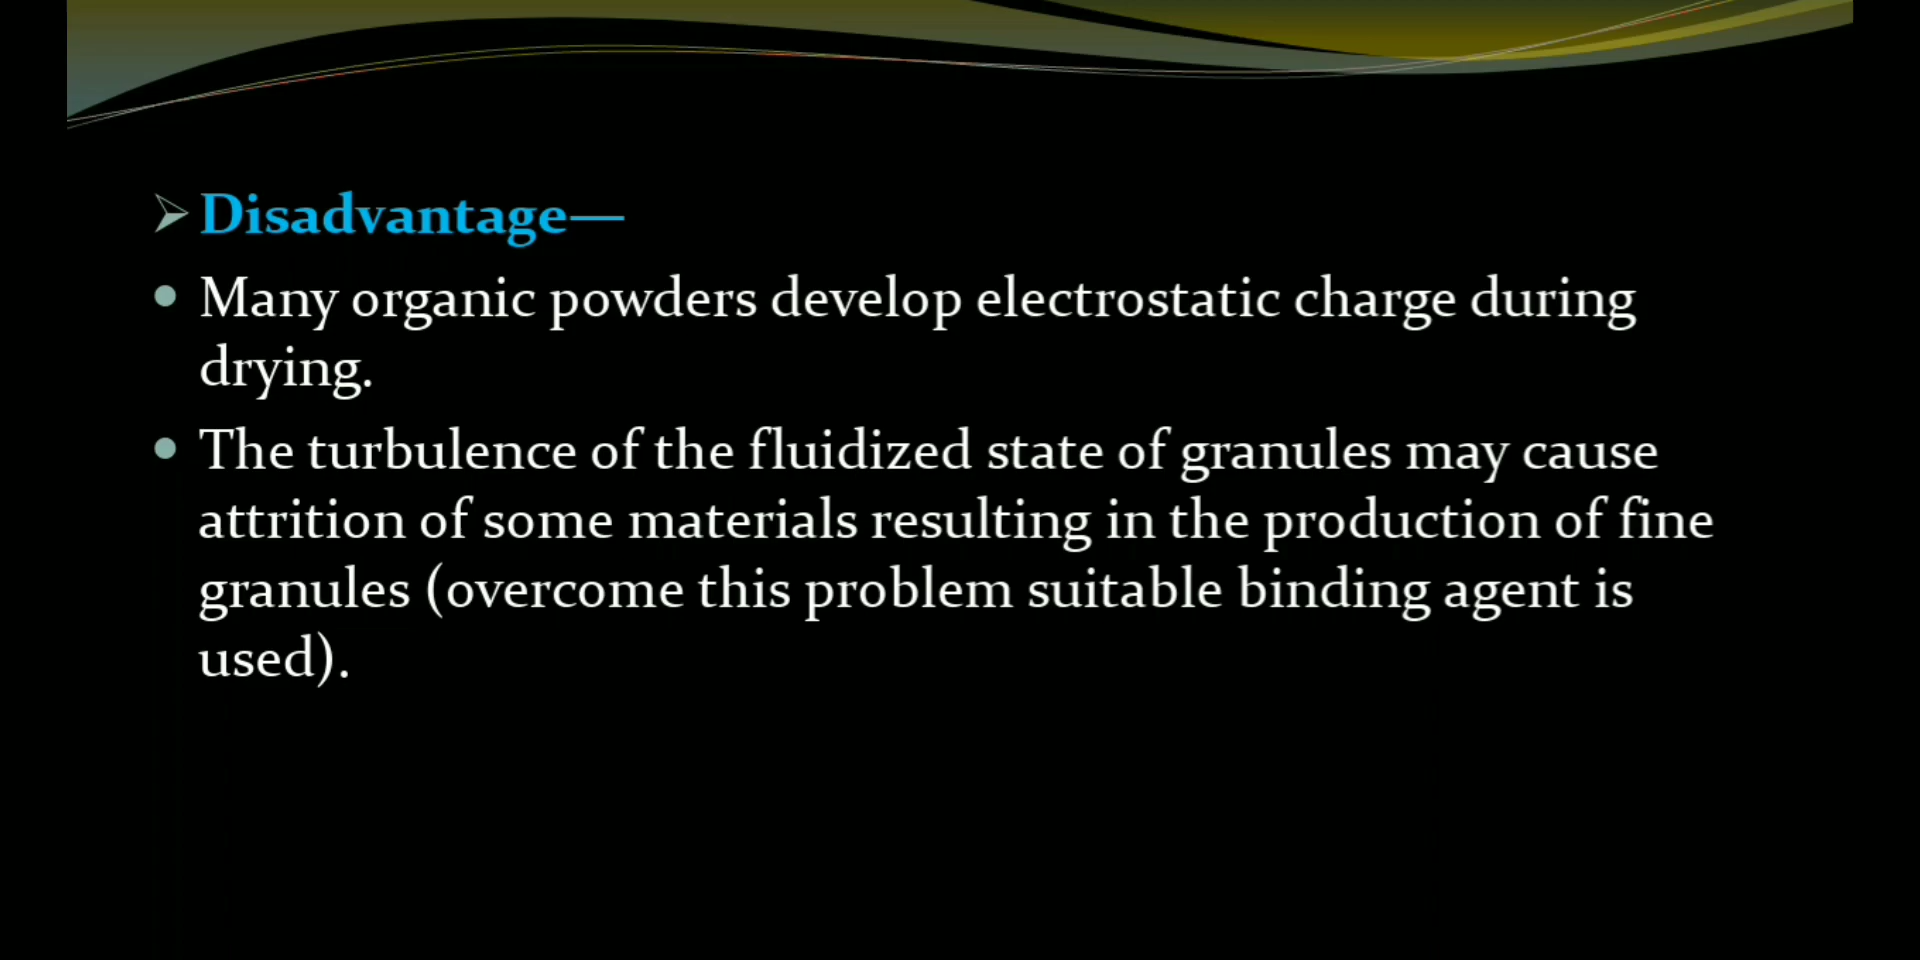 Disadvantage—
Many organic powders develop electrostatic charge during
drying.
The turbulence of the fluidized state of granules may cause
attrition of some materials resulting in the production of fine
granules (overcome this problem suitable binding agent is
used).